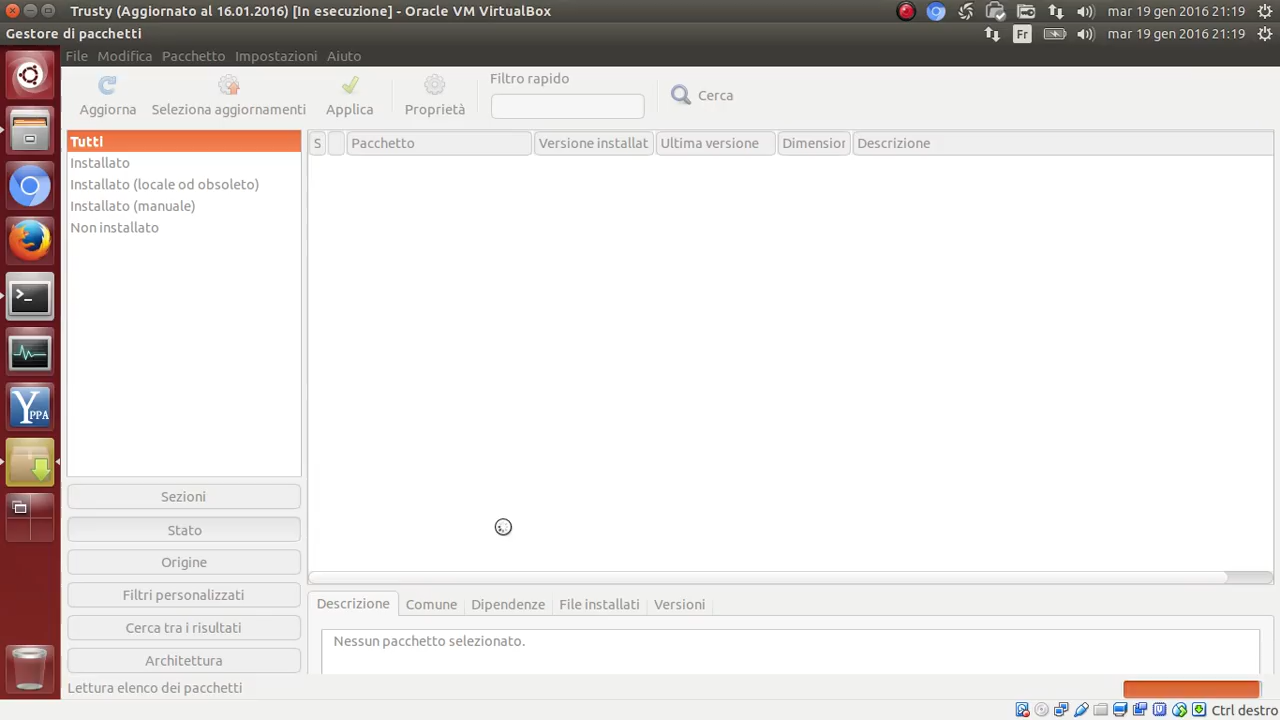 Trusty (Aggiornato al 16.01.2016) [In esecuzione] - Oracle VM VirtualBox
mar 19 gen 2016 21:19
Gestore di pacchetti
Fr
mar 19 gen 2016 21:19
File Modifica Pacchetto Impostazioni Aiuto
Filtro rapido
Aggiorna Seleziona aggiornamenti Applica Proprietà
Cerca
Tutti
Installato
Installato (locale od obsoleto)
Installato (manuale)
Non installato
S Pacchetto Versione installat Ultima versione Dimension Descrizione
Y PPA
Sezioni
Stato
Origine
Filtri personalizzati
Cerca tra i risultati
Architettura
Descrizione Comune Dipendenze File installati Versioni
Nessun pacchetto selezionato.
Lettura elenco dei pacchetti
Ctrl destro